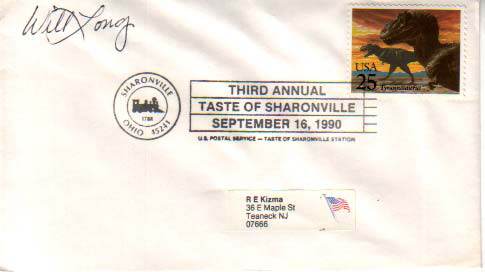 Will Long
USA
25
Tyrannosaurus
SHARONVILLE
1788
OHIO 45241
THIRD ANNUAL
TASTE OF SHARONVILLE
SEPTEMBER 16, 1990
U.S. POSTAL SERVICE — TASTE OF SHARONVILLE STATION
R E Kizma
36 E Maple St
Teaneck NJ
07666